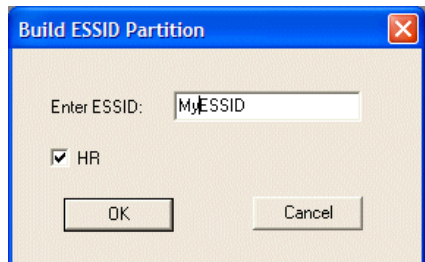 Build ESSID Partition
Enter ESSID: MyESSID
HR
OK Cancel